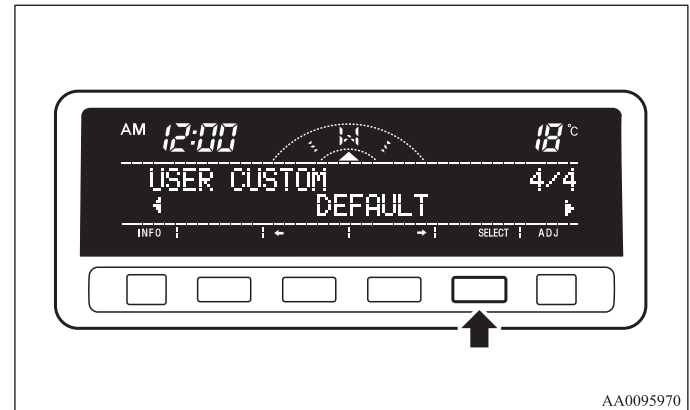 AM 12:00 W 18 °C
USER CUSTOM 4/4
DEFAULT
INFO ← → SELECT ADJ
AA0095970